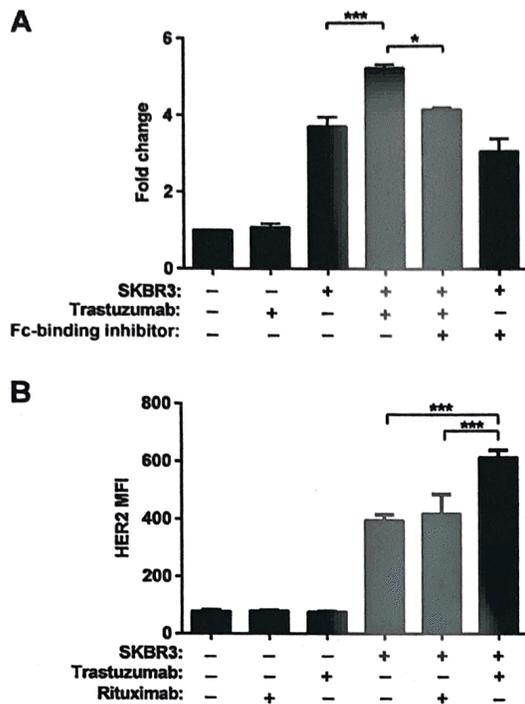 A
*** 
*
6
4
2
0
Fold change
SKBR3: – – + + + +
Trastuzumab: – + – + + –
Fc-binding inhibitor: – – – – + +
B
***
***
800
600
400
200
0
HER2 MFI
SKBR3: – – – + + +
Trastuzumab: – – + – – +
Rituximab: – + – – + –